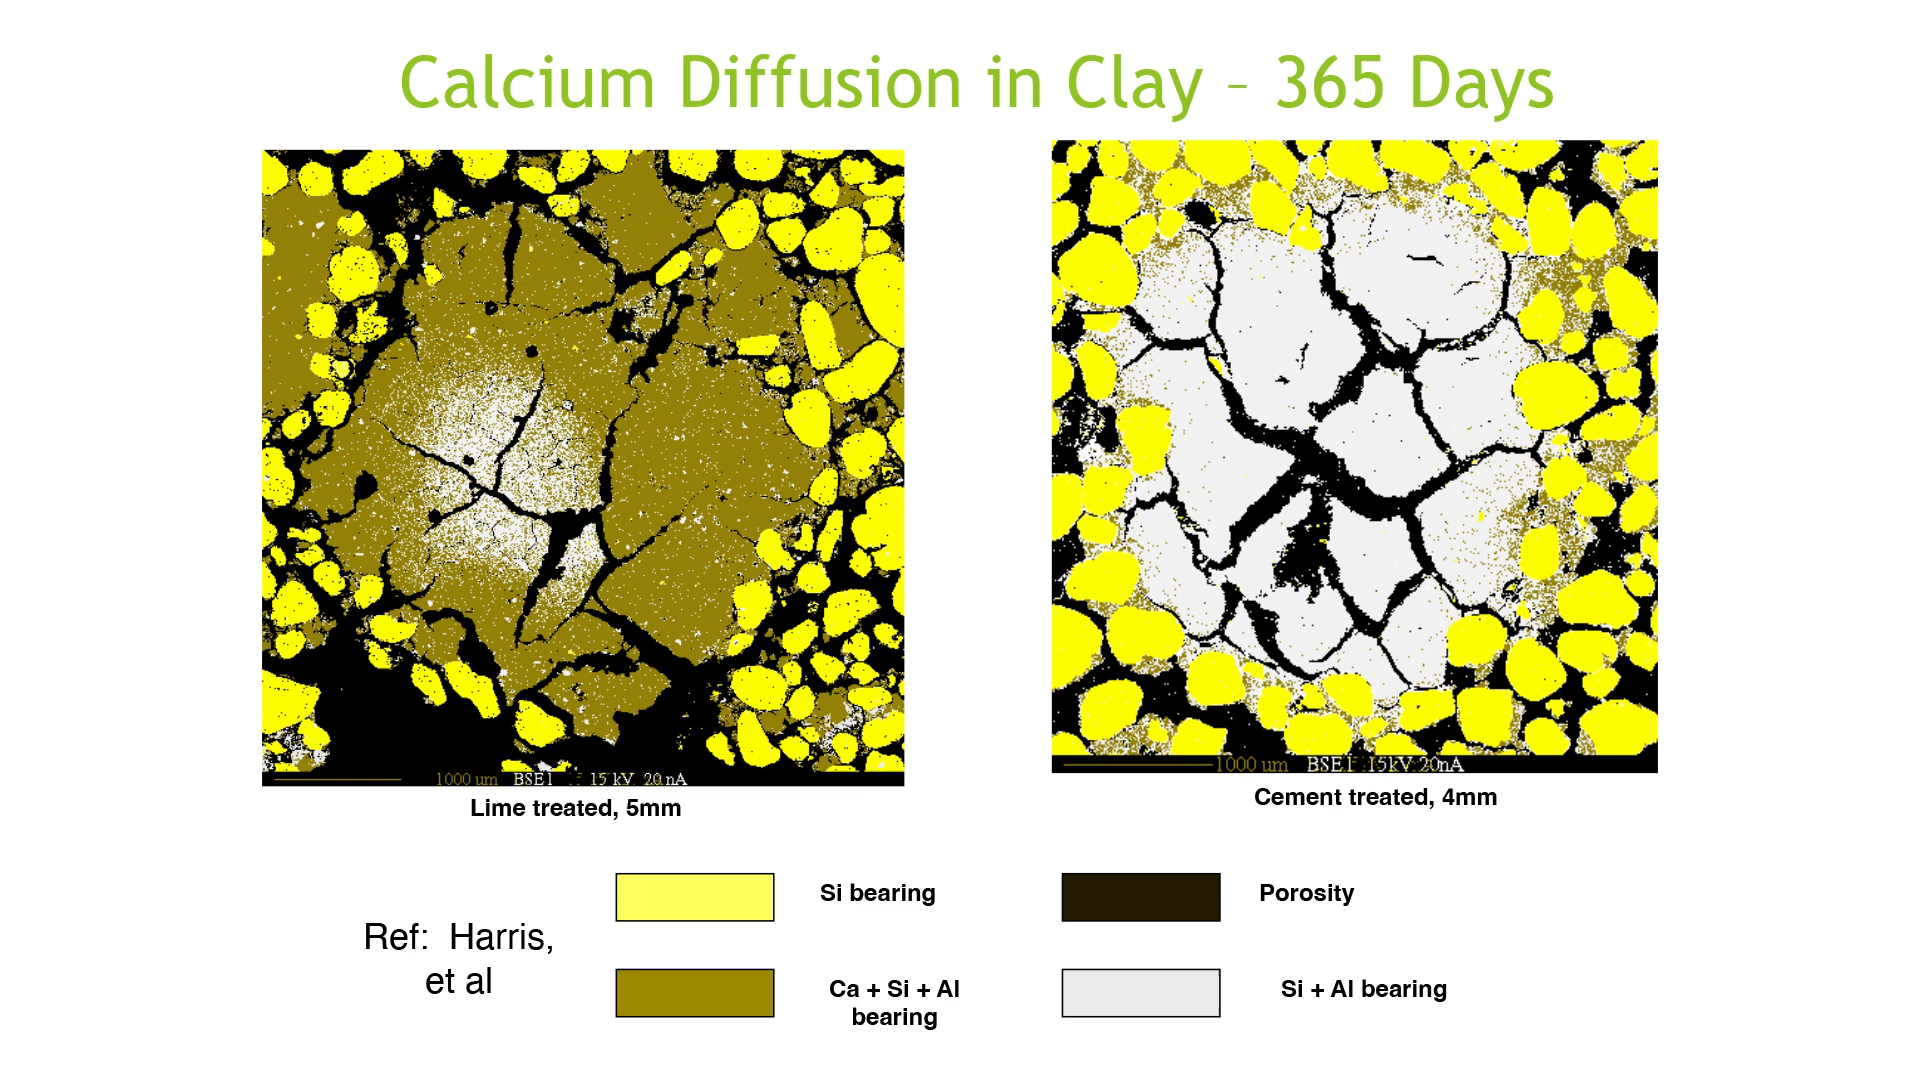 Calcium Diffusion in Clay – 365 Days
1000 um BSE1 15 kV 20 nA
1000 um BSE1 15kV 20nA
Lime treated, 5mm
Cement treated, 4mm
Si bearing
Porosity
Ref: Harris,
et al
Ca + Si + Al
bearing
Si + Al bearing